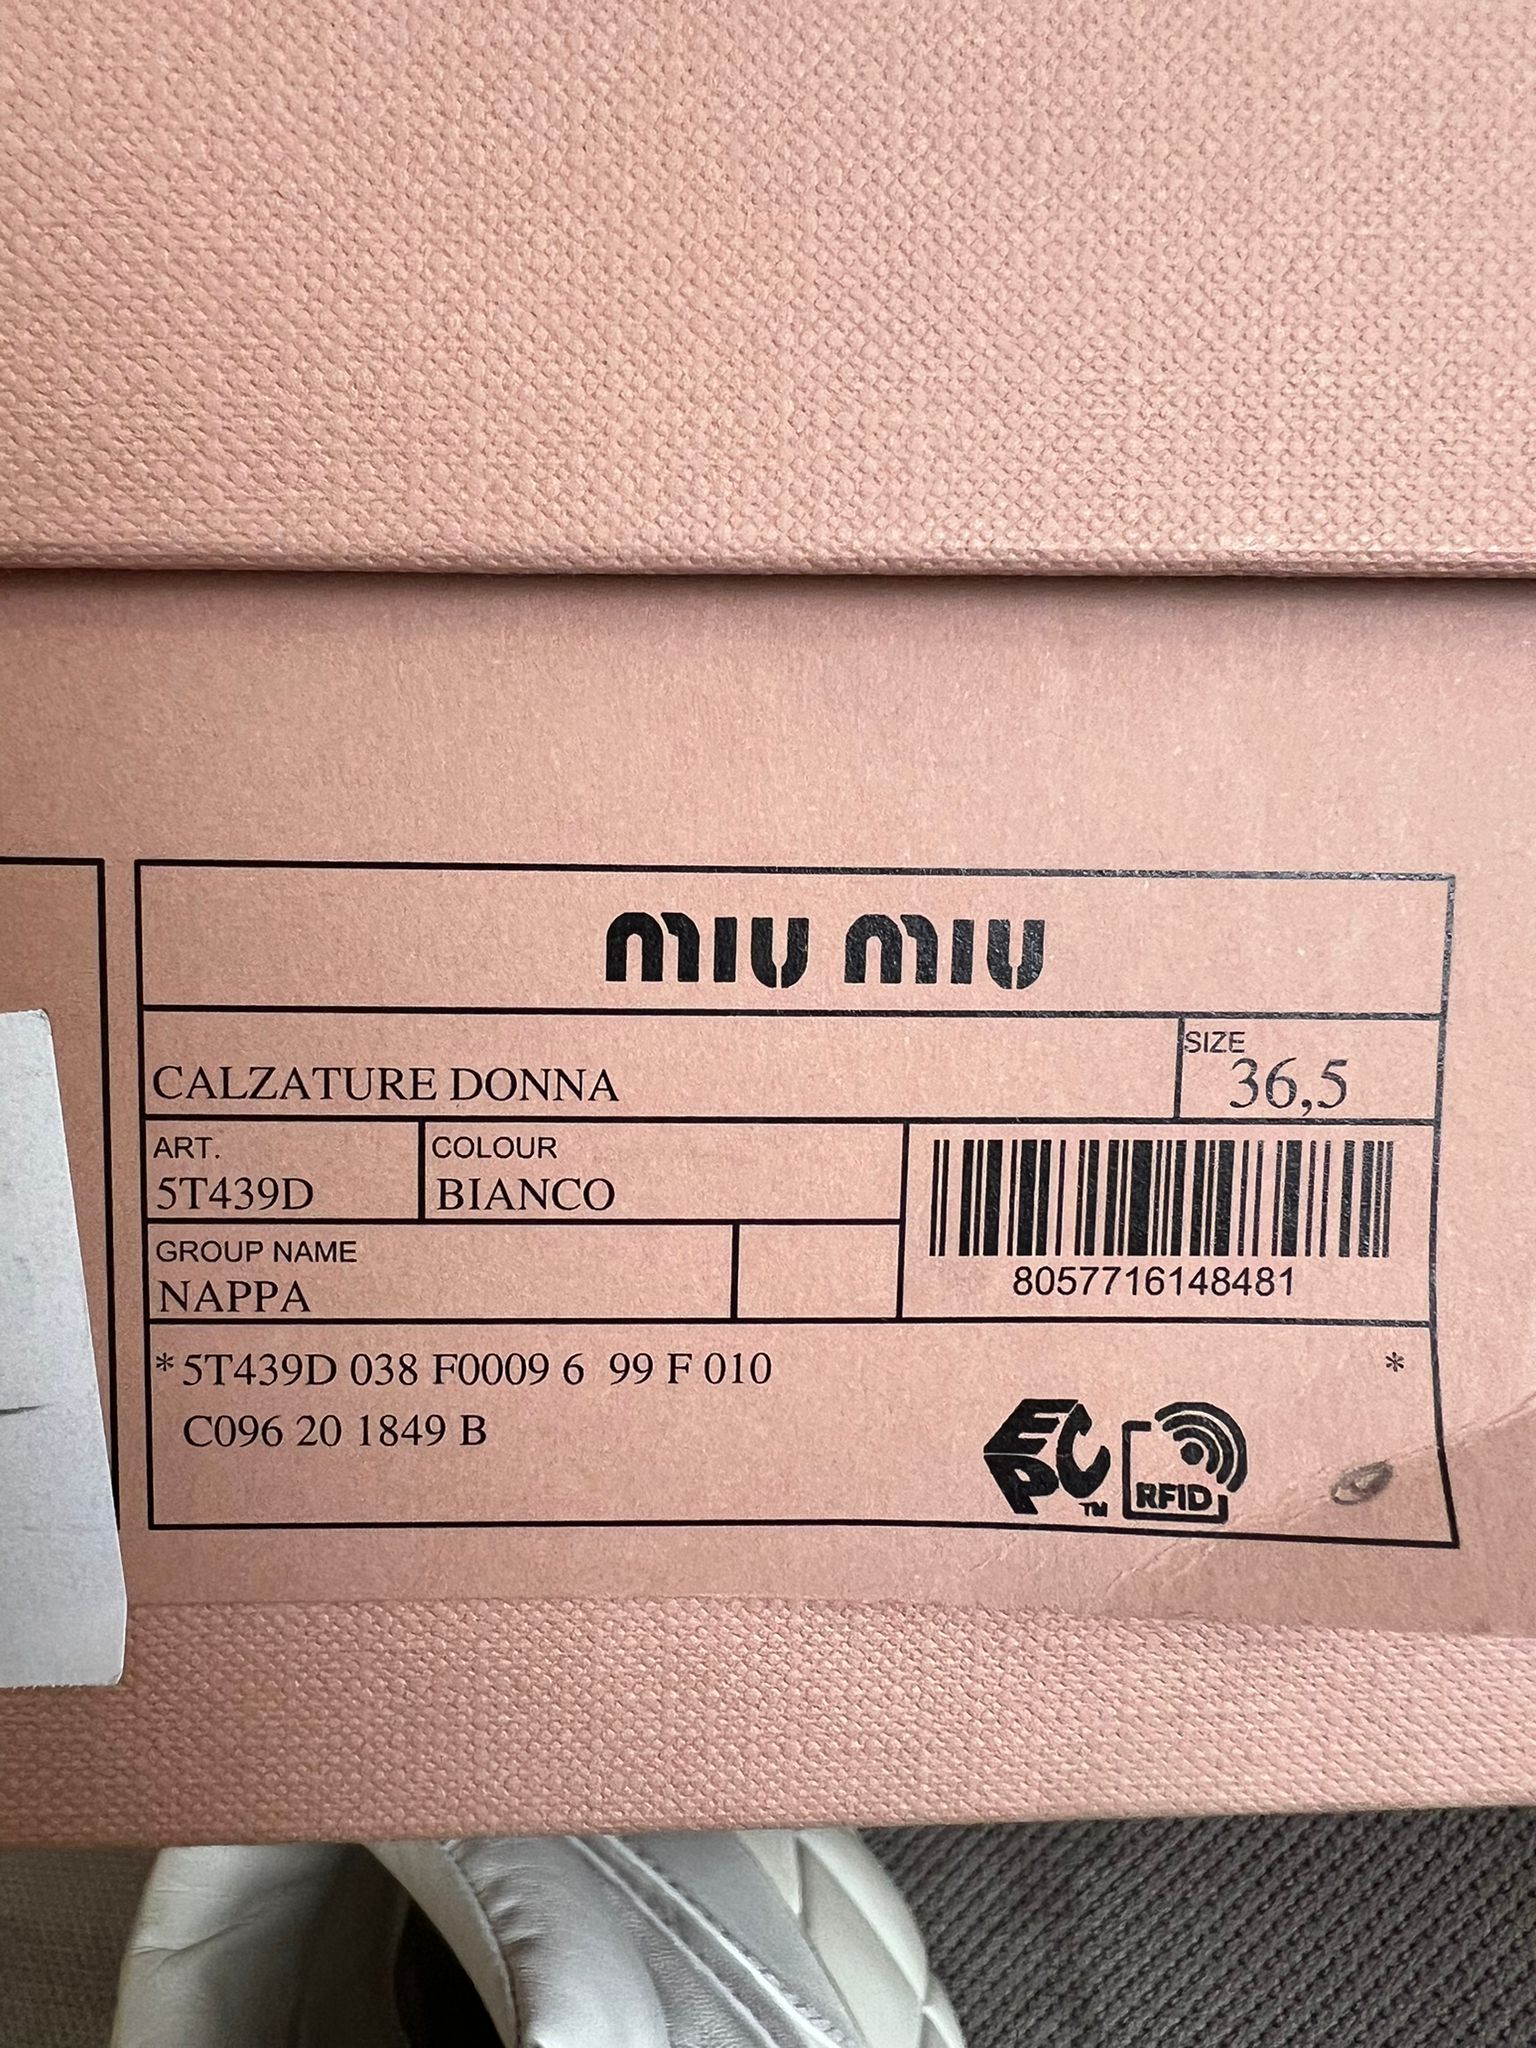 miu miu
CALZATURE DONNA
SIZE
36,5
ART.
5T439D
COLOUR
BIANCO
GROUP NAME
NAPPA
8057716148481
* 5T439D 038 F0009 6 99 F 010 *
C096 20 1849 B
EPC TM
RFID